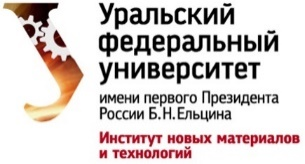 Уральский
федеральный
университет
имени первого Президента
России Б.Н.Ельцина
Институт новых материалов
и технологий